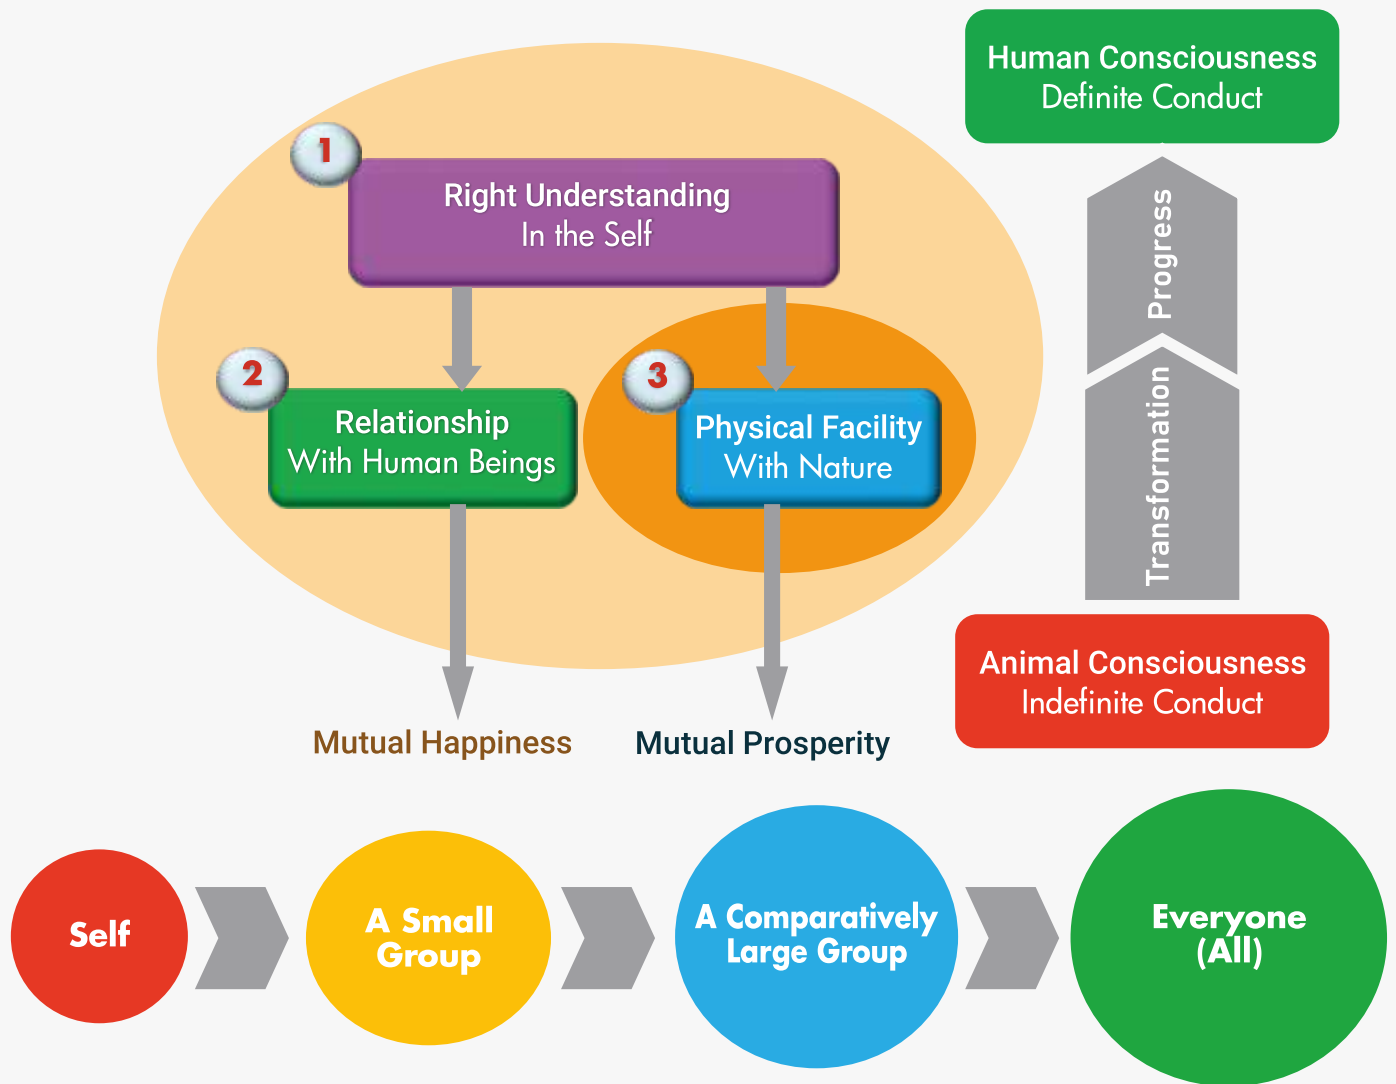 1
Right Understanding
In the Self
2
Relationship
With Human Beings
3
Physical Facility
With Nature
Mutual Happiness
Mutual Prosperity
Human Consciousness
Definite Conduct
Progress
Transformation
Animal Consciousness
Indefinite Conduct
Self
A Small
Group
A Comparatively
Large Group
Everyone
(All)